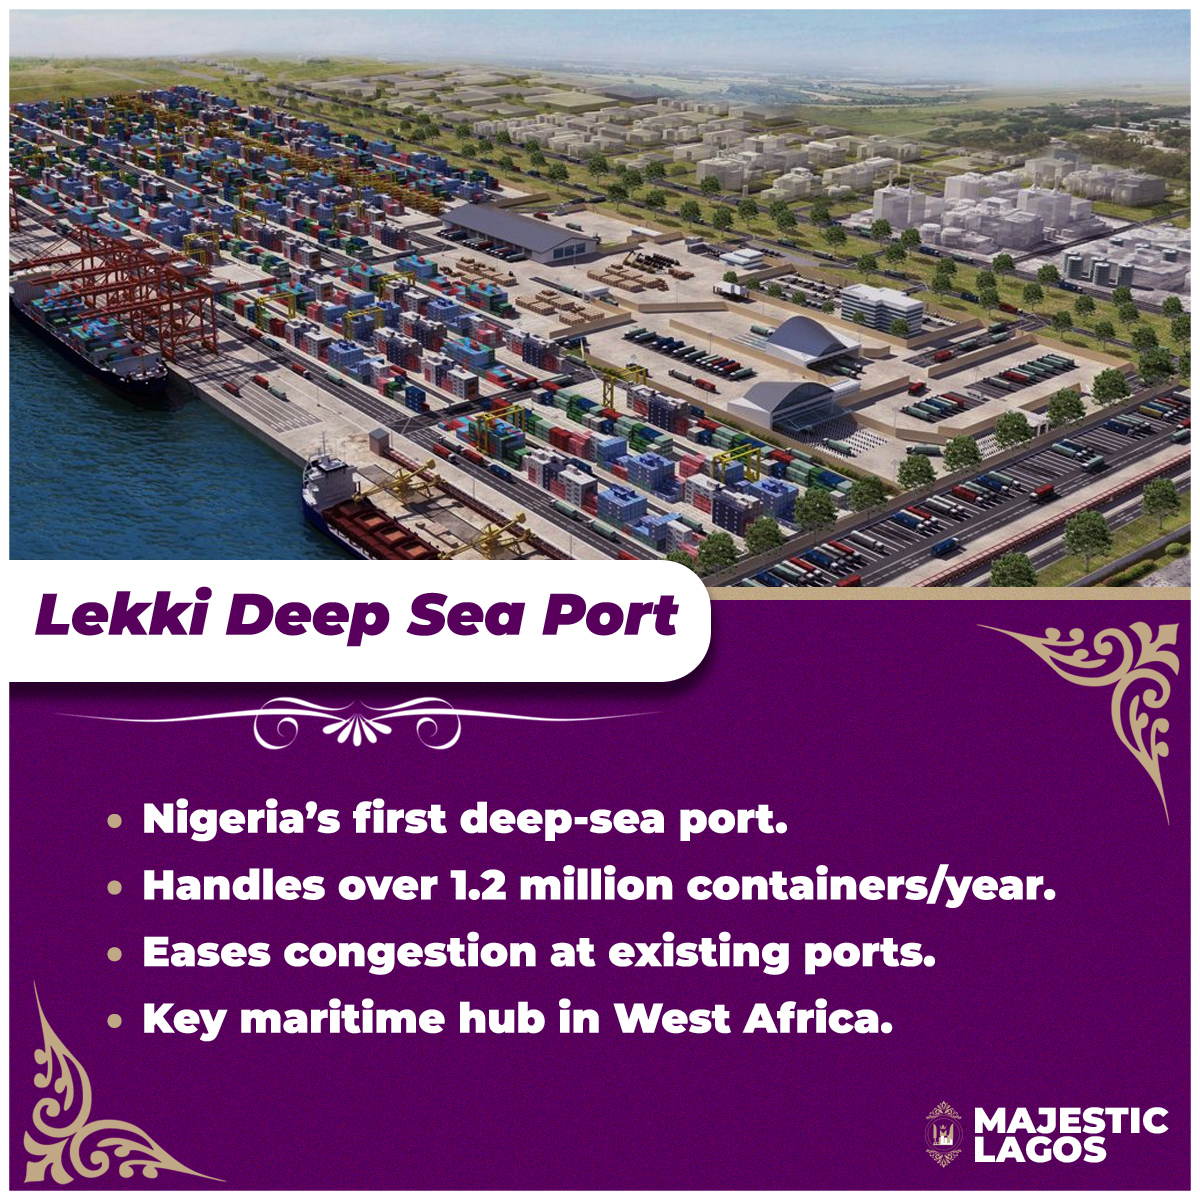 Lekki Deep Sea Port
• Nigeria’s first deep-sea port.
• Handles over 1.2 million containers/year.
• Eases congestion at existing ports.
• Key maritime hub in West Africa.
MAJESTIC
LAGOS